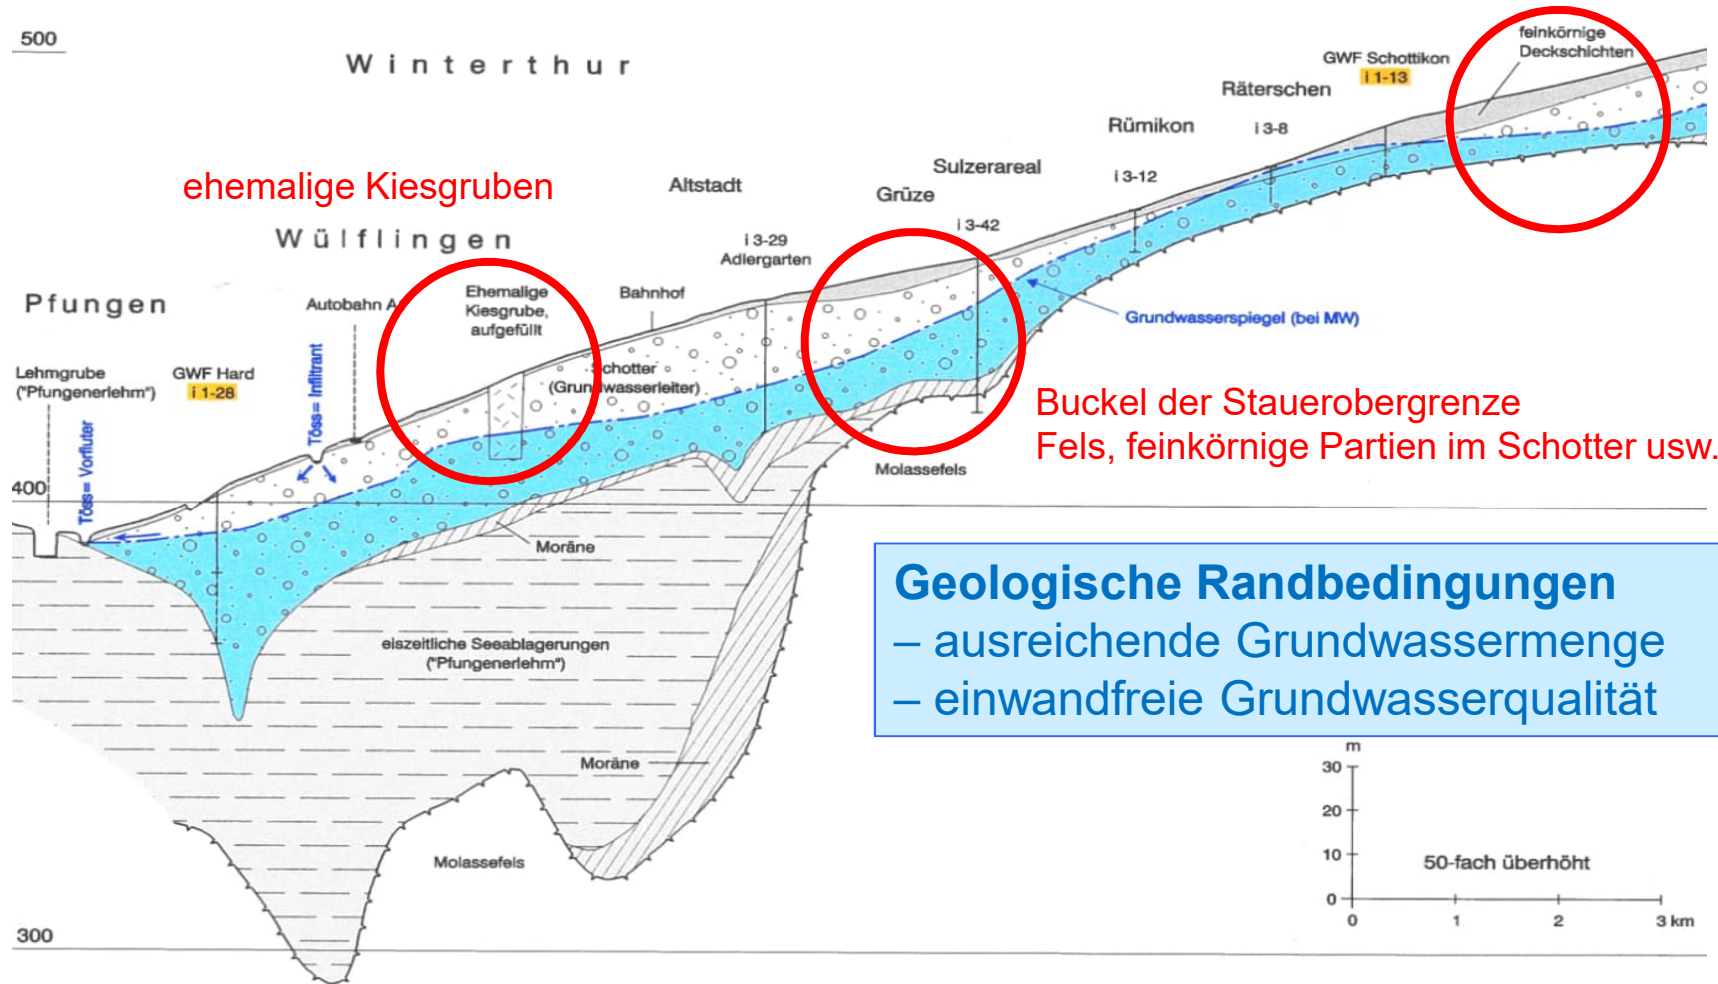 500
Winterthur
feinkörnige
Deckschichten
GWF Schottikon
i 1-13
Räterschen
i 3-8
Rümikon
i 3-12
Sulzerareal
Grüze
i 3-42
Altstadt
i 3-29
Adlergarten
ehemalige Kiesgruben
Wülflingen
Pfungen
Autobahn A
Ehemalige
Kiesgrube,
aufgefüllt
Bahnhof
Grundwasserspiegel (bei MW)
Lehmgrube
("Pfungenerlehm")
GWF Hard
i 1-28
Töss= Infiltrant
Töss= Vorfluter
Schotter
(Grundwasserleiter)
Buckel der Stauerobergrenze
Fels, feinkörnige Partien im Schotter usw.
Molassefels
400
Moräne
Geologische Randbedingungen
– ausreichende Grundwassermenge
– einwandfreie Grundwasserqualität
eiszeitliche Seeablagerungen
("Pfungenerlehm")
Moräne
Molassefels
m
30
20
10
0
50-fach überhöht
0 1 2 3 km
300